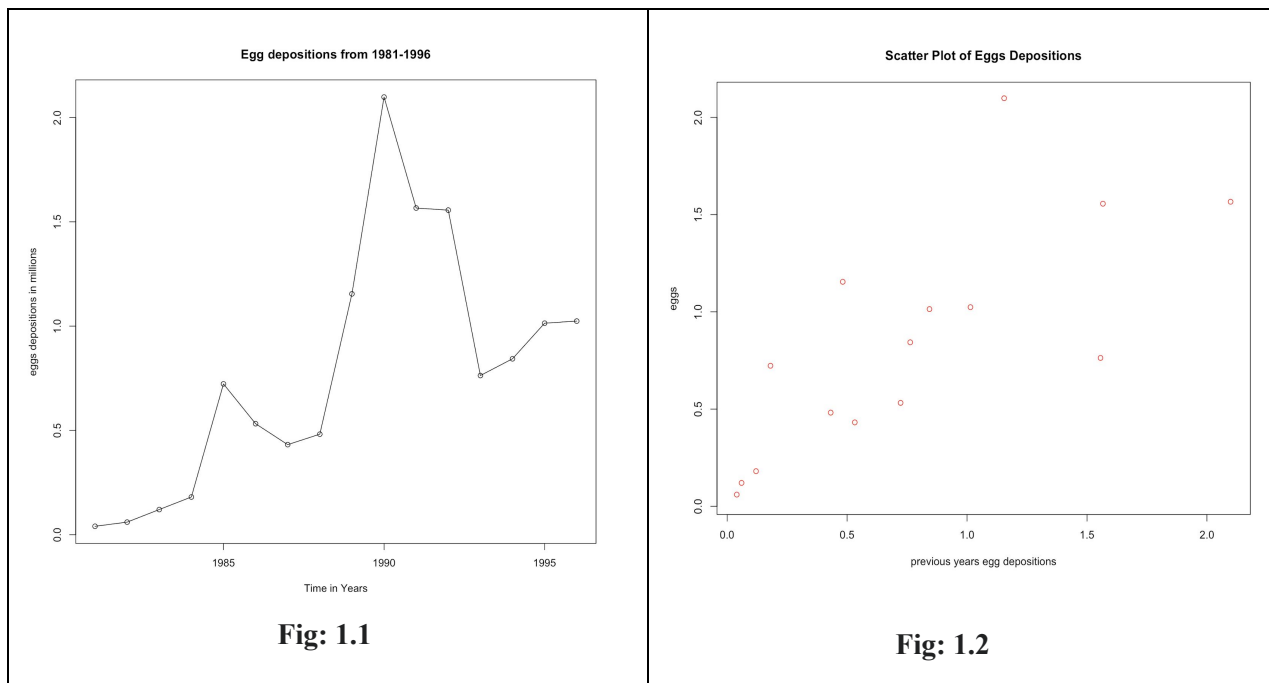 Egg depositions from 1981-1996
eggs depositions in millions
2.0
1.5
1.0
0.5
0.0
1985
1990
1995
Time in Years
Fig: 1.1
Scatter Plot of Eggs Depositions
eggs
2.0
1.5
1.0
0.5
0.0
0.0
0.5
1.0
1.5
2.0
previous years egg depositions
Fig: 1.2